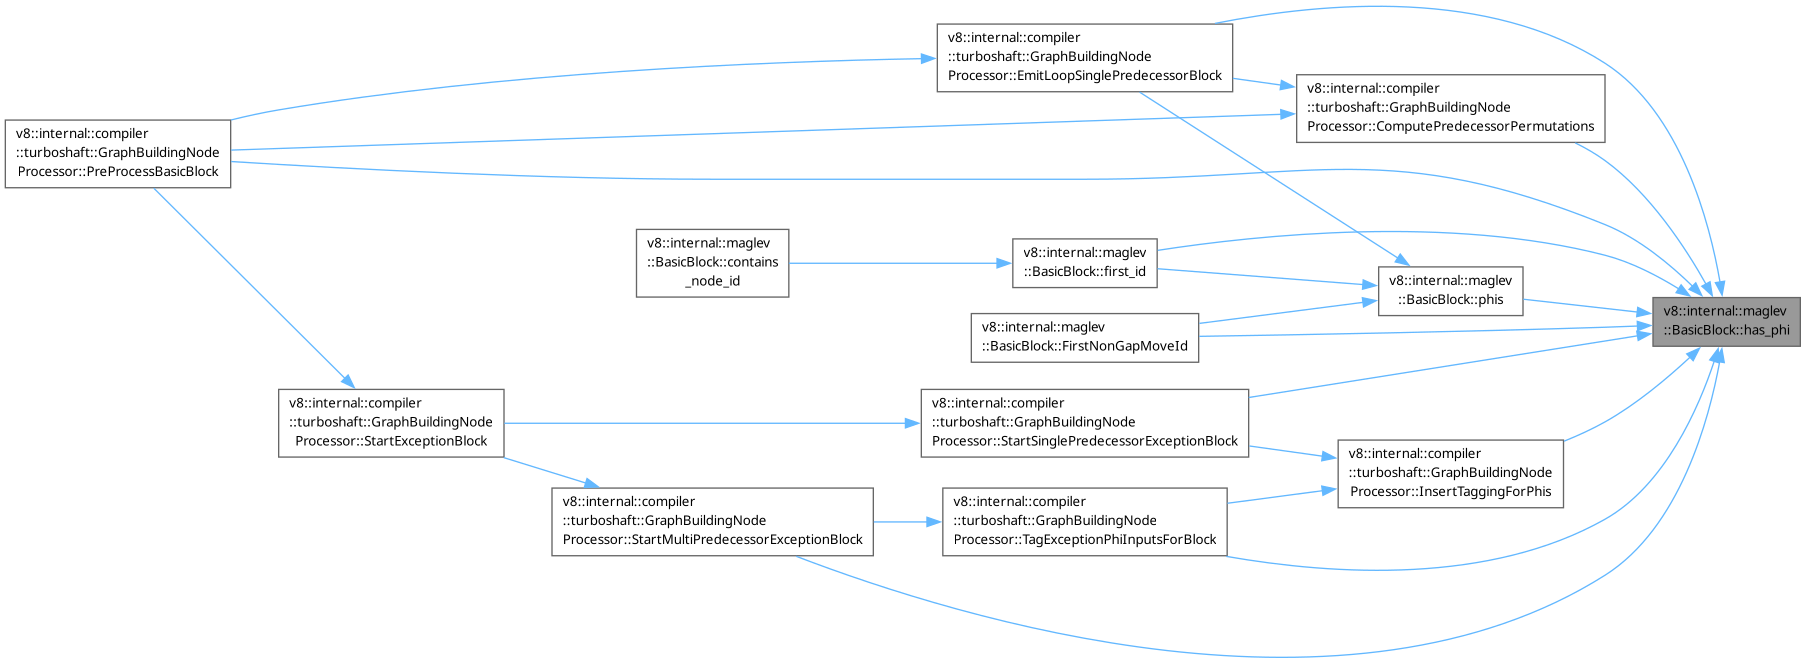 v8::internal::compiler
::turboshaft::GraphBuildingNode
Processor::EmitLoopSinglePredecessorBlock
v8::internal::compiler
::turboshaft::GraphBuildingNode
Processor::ComputePredecessorPermutations
v8::internal::compiler
::turboshaft::GraphBuildingNode
Processor::PreProcessBasicBlock
v8::internal::maglev
::BasicBlock::contains
_node_id
v8::internal::maglev
::BasicBlock::first_id
v8::internal::maglev
::BasicBlock::phis
v8::internal::maglev
::BasicBlock::has_phi
v8::internal::maglev
::BasicBlock::FirstNonGapMoveId
v8::internal::compiler
::turboshaft::GraphBuildingNode
Processor::StartExceptionBlock
v8::internal::compiler
::turboshaft::GraphBuildingNode
Processor::StartSinglePredecessorExceptionBlock
v8::internal::compiler
::turboshaft::GraphBuildingNode
Processor::InsertTaggingForPhis
v8::internal::compiler
::turboshaft::GraphBuildingNode
Processor::StartMultiPredecessorExceptionBlock
v8::internal::compiler
::turboshaft::GraphBuildingNode
Processor::TagExceptionPhiInputsForBlock